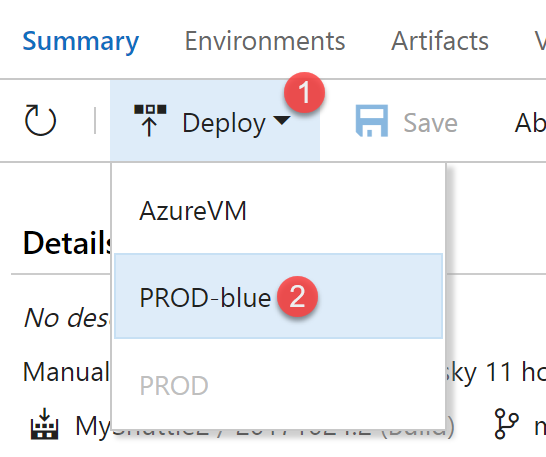 Summary Environments Artifacts V
1
Deploy Save Ab
AzureVM
Details
PROD-blue 2
No des
Manual sky 11 ho
PROD
(Build) m